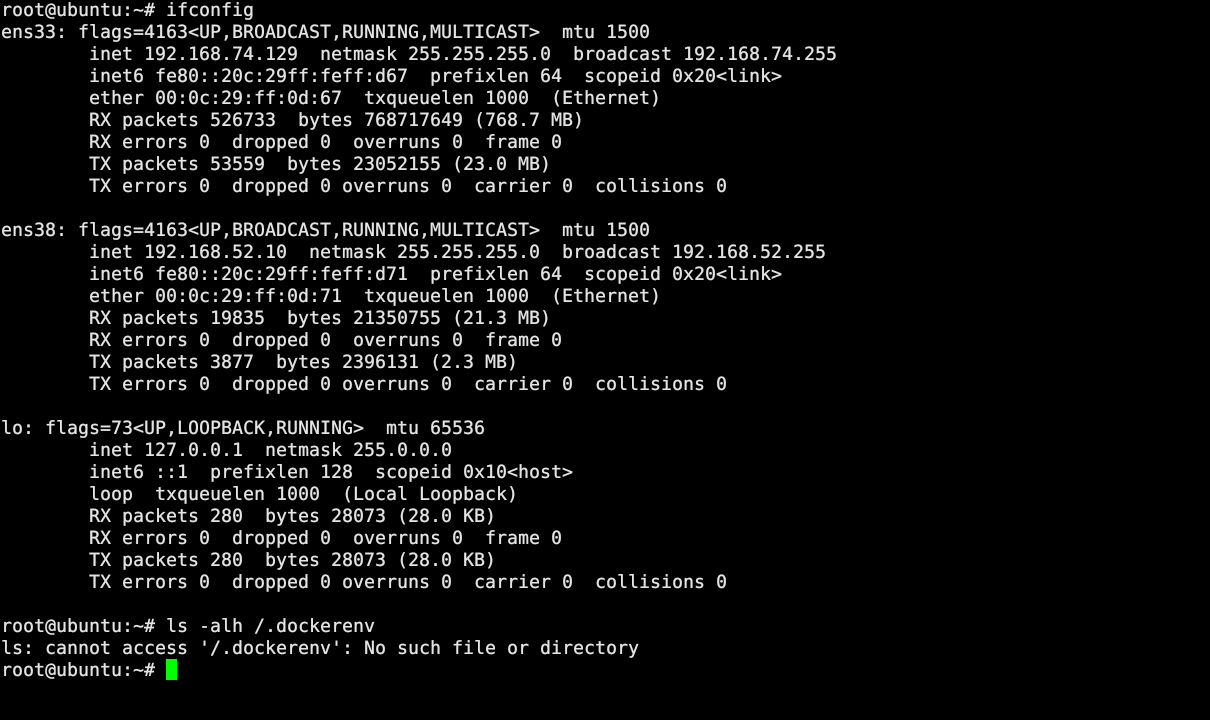 root@ubuntu:~# ifconfig
ens33: flags=4163<UP,BROADCAST,RUNNING,MULTICAST>  mtu 1500
        inet 192.168.74.129  netmask 255.255.255.0  broadcast 192.168.74.255
        inet6 fe80::20c:29ff:feff:d67  prefixlen 64  scopeid 0x20<link>
        ether 00:0c:29:ff:0d:67  txqueuelen 1000  (Ethernet)
        RX packets 526733  bytes 768717649 (768.7 MB)
        RX errors 0  dropped 0  overruns 0  frame 0
        TX packets 53559  bytes 23052155 (23.0 MB)
        TX errors 0  dropped 0 overruns 0  carrier 0  collisions 0

ens38: flags=4163<UP,BROADCAST,RUNNING,MULTICAST>  mtu 1500
        inet 192.168.52.10  netmask 255.255.255.0  broadcast 192.168.52.255
        inet6 fe80::20c:29ff:feff:d71  prefixlen 64  scopeid 0x20<link>
        ether 00:0c:29:ff:0d:71  txqueuelen 1000  (Ethernet)
        RX packets 19835  bytes 21350755 (21.3 MB)
        RX errors 0  dropped 0  overruns 0  frame 0
        TX packets 3877  bytes 2396131 (2.3 MB)
        TX errors 0  dropped 0 overruns 0  carrier 0  collisions 0

lo: flags=73<UP,LOOPBACK,RUNNING>  mtu 65536
        inet 127.0.0.1  netmask 255.0.0.0
        inet6 ::1  prefixlen 128  scopeid 0x10<host>
        loop  txqueuelen 1000  (Local Loopback)
        RX packets 280  bytes 28073 (28.0 KB)
        RX errors 0  dropped 0  overruns 0  frame 0
        TX packets 280  bytes 28073 (28.0 KB)
        TX errors 0  dropped 0 overruns 0  carrier 0  collisions 0

root@ubuntu:~# ls -alh /.dockerenv
ls: cannot access '/.dockerenv': No such file or directory
root@ubuntu:~#